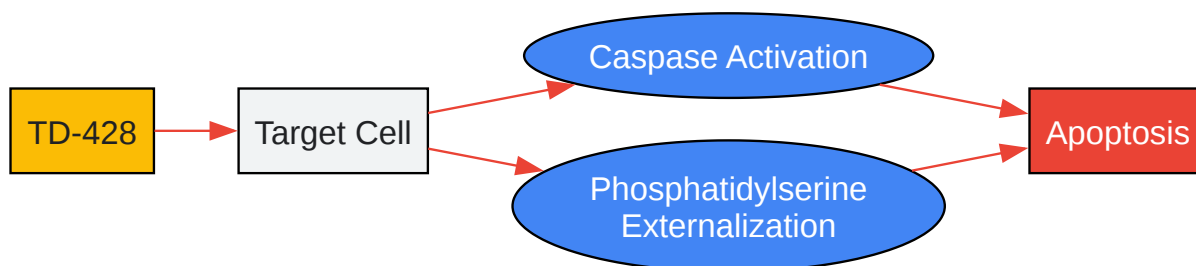 TD-428
Target Cell
Caspase Activation
Phosphatidylserine
Externalization
Apoptosis